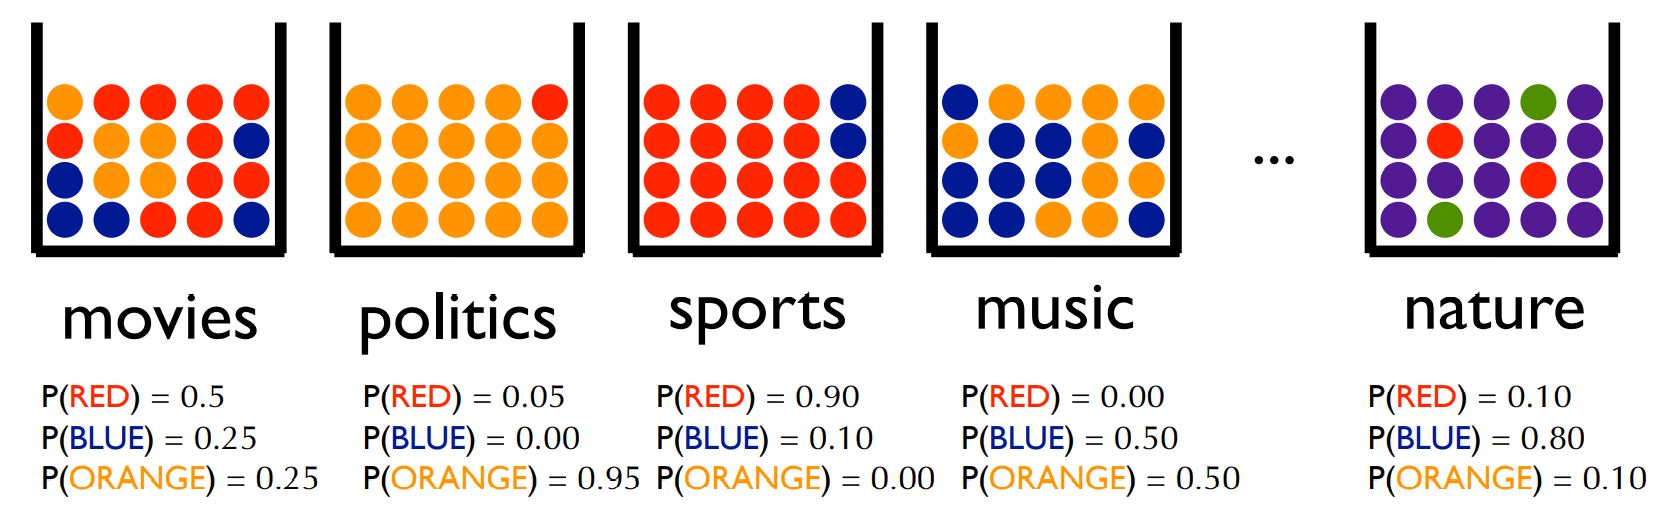 ...
movies
politics
sports
music
nature
P(RED) = 0.5
P(BLUE) = 0.25
P(ORANGE) = 0.25
P(RED) = 0.05
P(BLUE) = 0.00
P(ORANGE) = 0.95
P(RED) = 0.90
P(BLUE) = 0.10
P(ORANGE) = 0.00
P(RED) = 0.00
P(BLUE) = 0.50
P(ORANGE) = 0.50
P(RED) = 0.10
P(BLUE) = 0.80
P(ORANGE) = 0.10